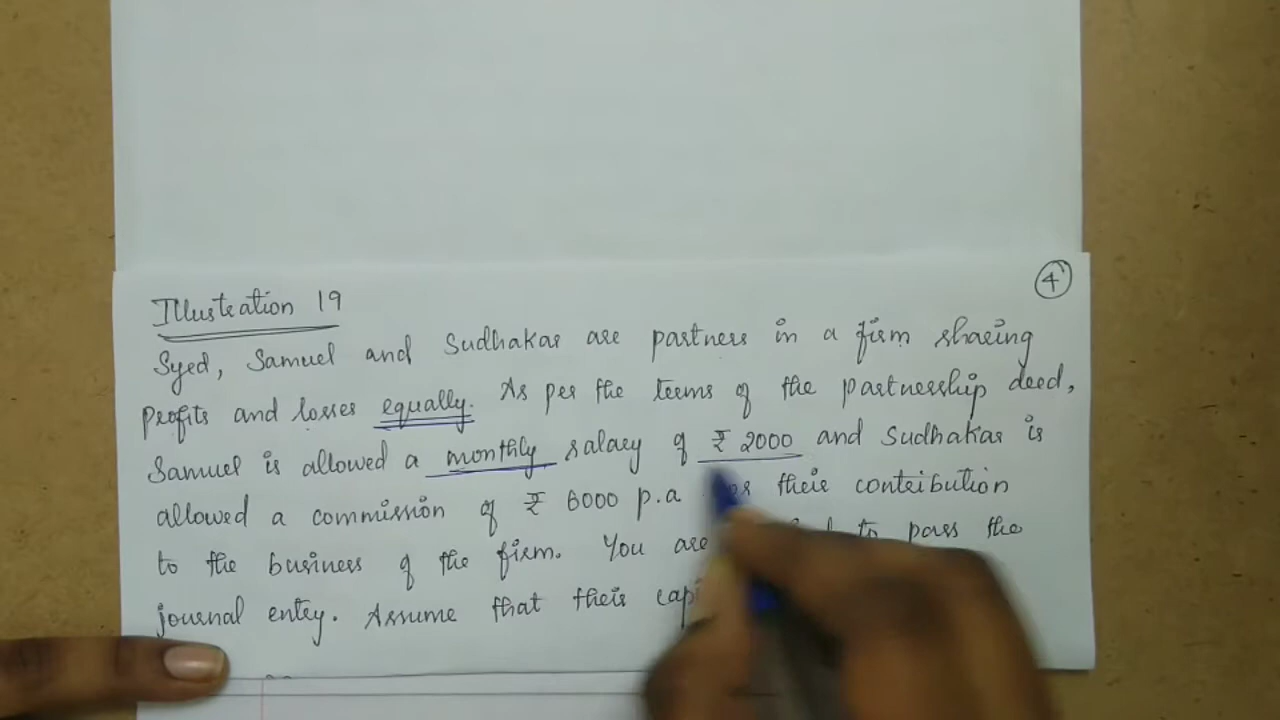 4
Illustration 19
Syed, Samuel and Sudhakar are partners in a firm sharing
profits and losses equally. As per the terms of the partnership deed,
Samuel is allowed a monthly salary of ₹ 2000 and Sudhakar is
allowed a commission of ₹ 6000 p.a their contribution
to the business of the firm. You are to pass the
journal entry. Assume that their